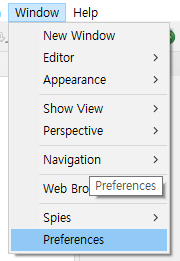 Window Help
New Window
Editor
Appearance
Show View
Perspective
Navigation
Web Bro
Preferences
Spies
Preferences